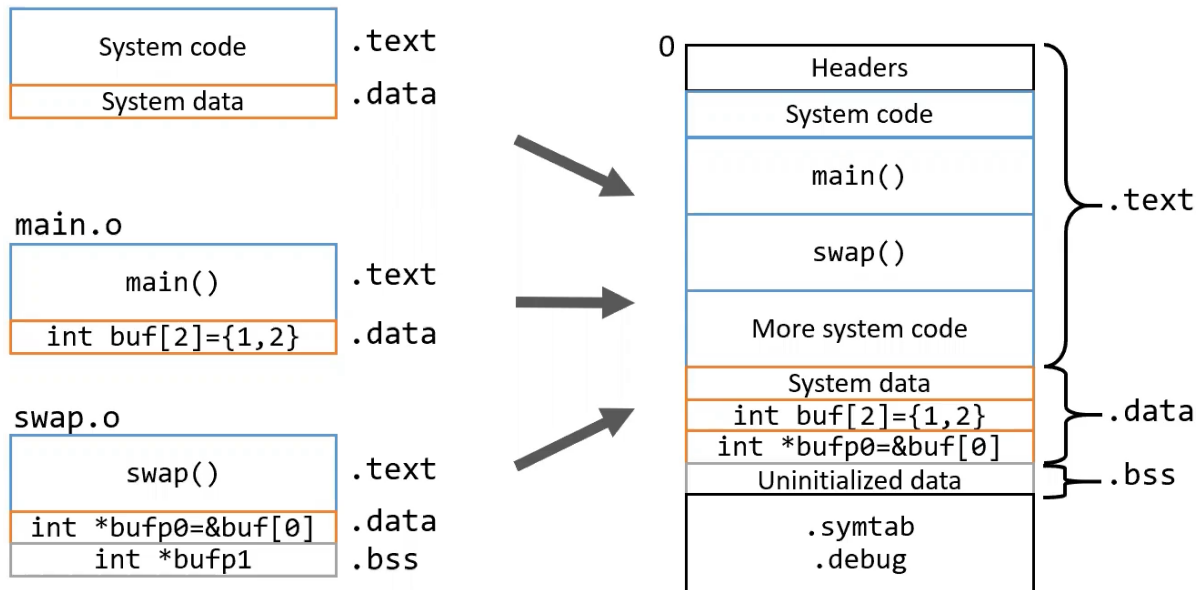 System code
.text
System data
.data
main.o
main()
.text
int buf[2]={1,2}
.data
swap.o
swap()
.text
int *bufp0=&buf[0]
.data
int *bufp1
.bss
0
Headers
System code
main()
swap()
More system code
.text
System data
int buf[2]={1,2}
int *bufp0=&buf[0]
.data
Uninitialized data
.bss
.symtab
.debug